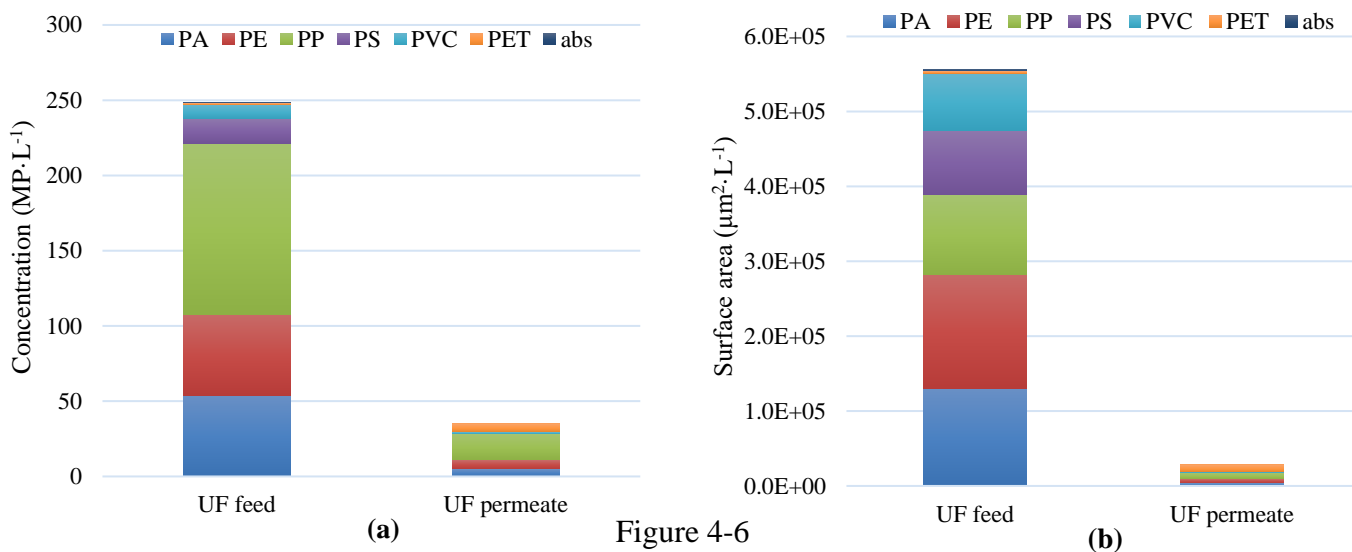 300
PA PE PP PS PVC PET abs
250
200
150
100
50
0
Concentration (MP·L⁻¹)
UF feed UF permeate
(a)
PA PE PP PS PVC PET abs
6.0E+05
5.0E+05
4.0E+05
3.0E+05
2.0E+05
1.0E+05
0.0E+00
Surface area (µm²·L⁻¹)
UF feed UF permeate
(b)
Figure 4-6